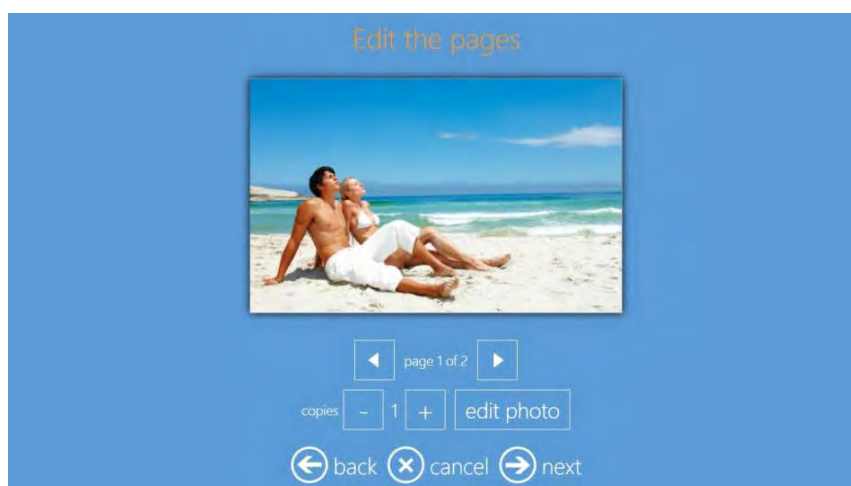 Edit the pages
page 1 of 2
copies - 1 + edit photo
back cancel next